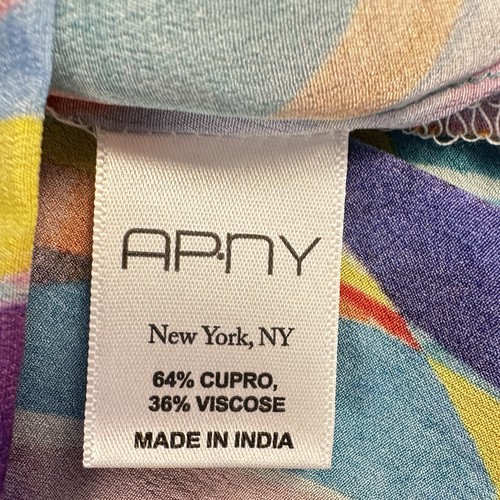 AP·NY
New York, NY
64% CUPRO,
36% VISCOSE
MADE IN INDIA